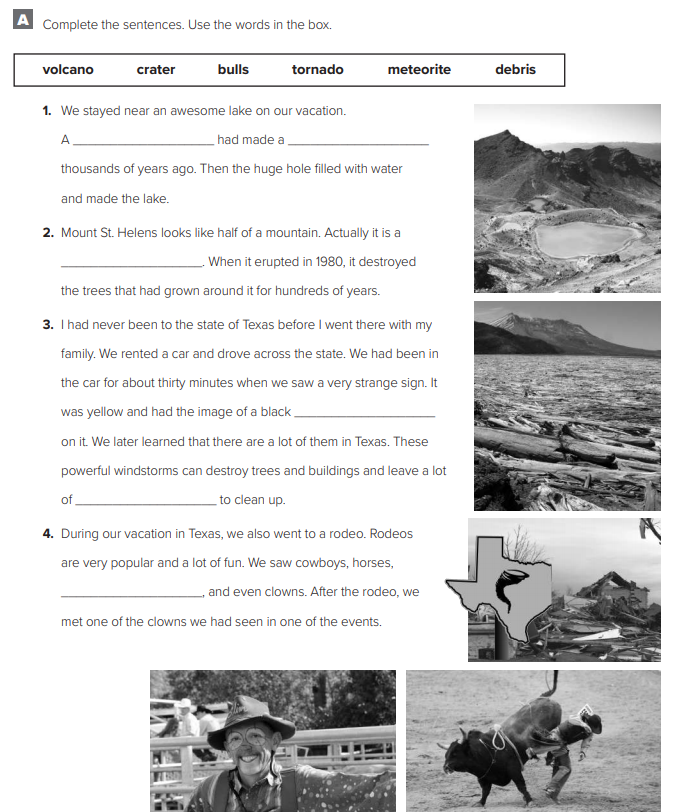 A Complete the sentences. Use the words in the box.
volcano crater bulls tornado meteorite debris
1. We stayed near an awesome lake on our vacation.
A ____________________ had made a ____________________
thousands of years ago. Then the huge hole filled with water
and made the lake.
2. Mount St. Helens looks like half of a mountain. Actually it is a
____________________. When it erupted in 1980, it destroyed
the trees that had grown around it for hundreds of years.
3. I had never been to the state of Texas before I went there with my
family. We rented a car and drove across the state. We had been in
the car for about thirty minutes when we saw a very strange sign. It
was yellow and had the image of a black ____________________
on it. We later learned that there are a lot of them in Texas. These
powerful windstorms can destroy trees and buildings and leave a lot
of ____________________ to clean up.
4. During our vacation in Texas, we also went to a rodeo. Rodeos
are very popular and a lot of fun. We saw cowboys, horses,
____________________, and even clowns. After the rodeo, we
met one of the clowns we had seen in one of the events.